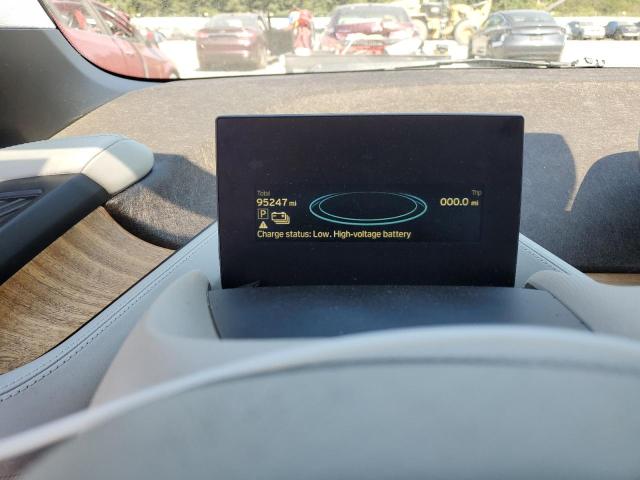 Total
95247 mi
Trip
000.0 mi
P
Charge status: Low. High-voltage battery